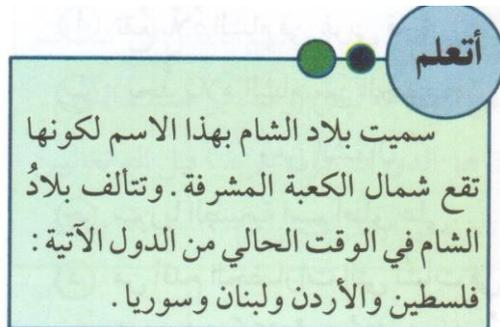 أتعلم
سميت بلاد الشام بهذا الاسم لكونها
تقع شمال الكعبة المشرفة . وتتألف بلادُ
الشام في الوقت الحالي من الدول الآتية :
فلسطين والأردن ولبنان وسوريا .